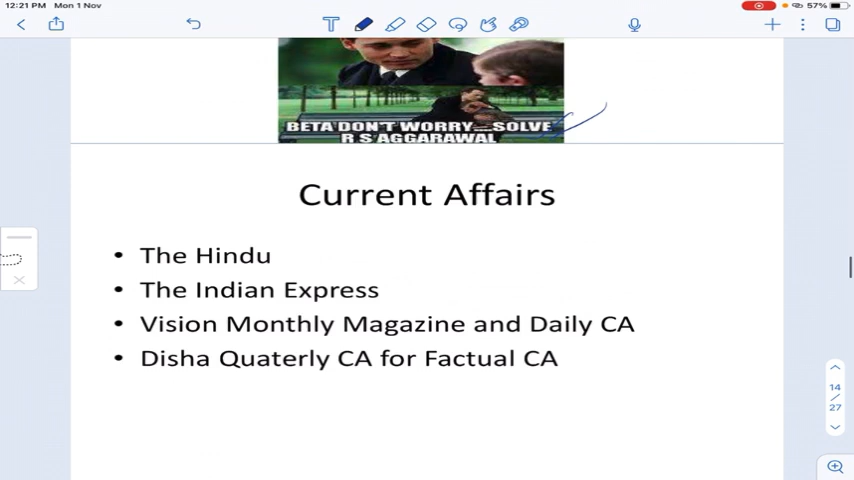 12:21 PM Mon 1 Nov
57%
BETA DON'T WORRY....SOLVE
R S AGGARAWAL
Current Affairs
• The Hindu
• The Indian Express
• Vision Monthly Magazine and Daily CA
• Disha Quaterly CA for Factual CA
14
/
27